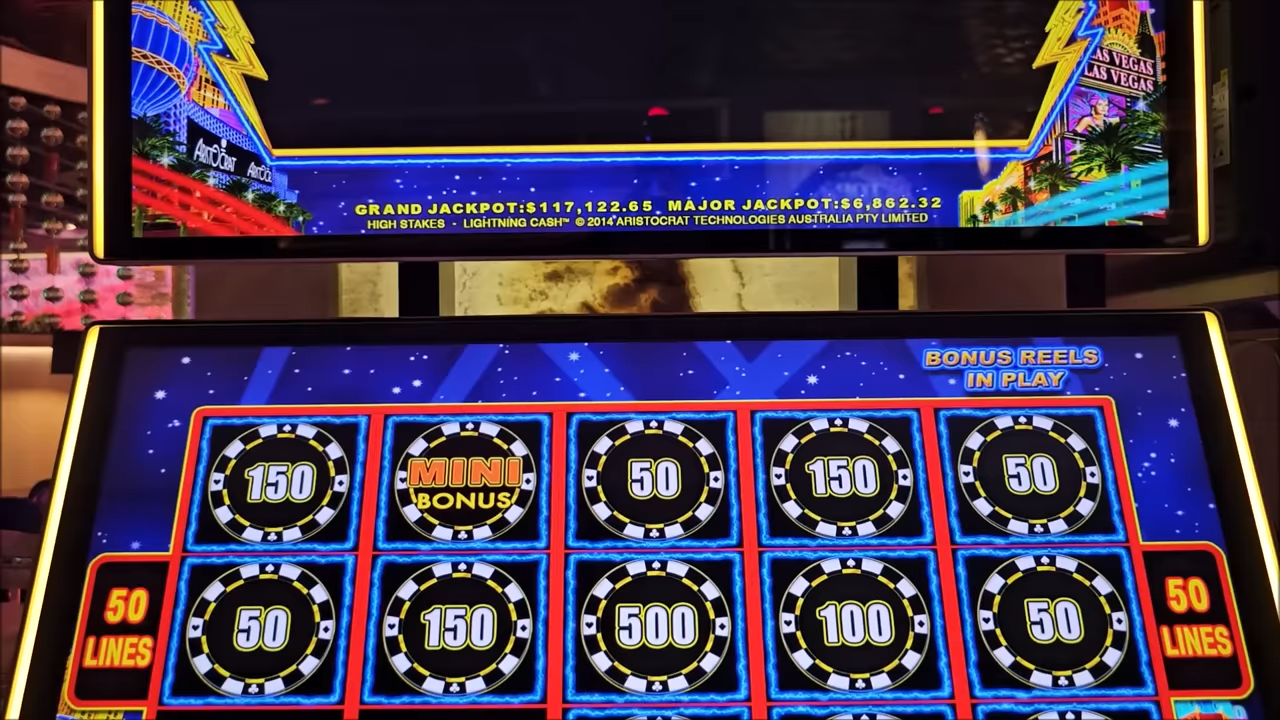 LAS VEGAS
LAS VEGAS
ARISTOCRAT
GRAND JACKPOT:$117,122.65 MAJOR JACKPOT:$6,862.32
HIGH STAKES - LIGHTNING CASH™ © 2014 ARISTOCRAT TECHNOLOGIES AUSTRALIA PTY LIMITED
BONUS REELS
IN PLAY
150 MINI BONUS 50 150 50
50 LINES
50 150 500 100 50
50 LINES